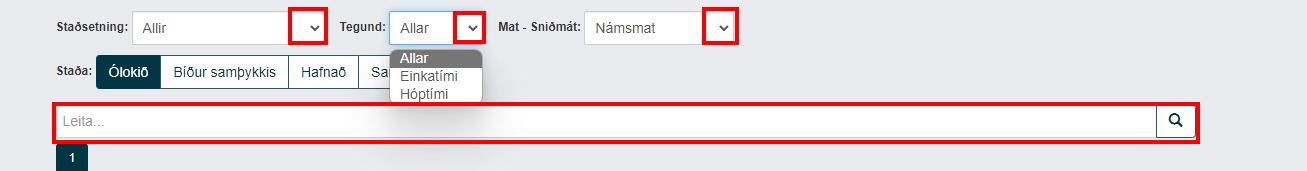 Staðsetning: Allir Tegund: Allar Mat - Sniðmát: Námsmat
Allar
Staða: Ólokið Bíður samþykkis Hafnað
Einkatími
Hóptími
Leita...
1